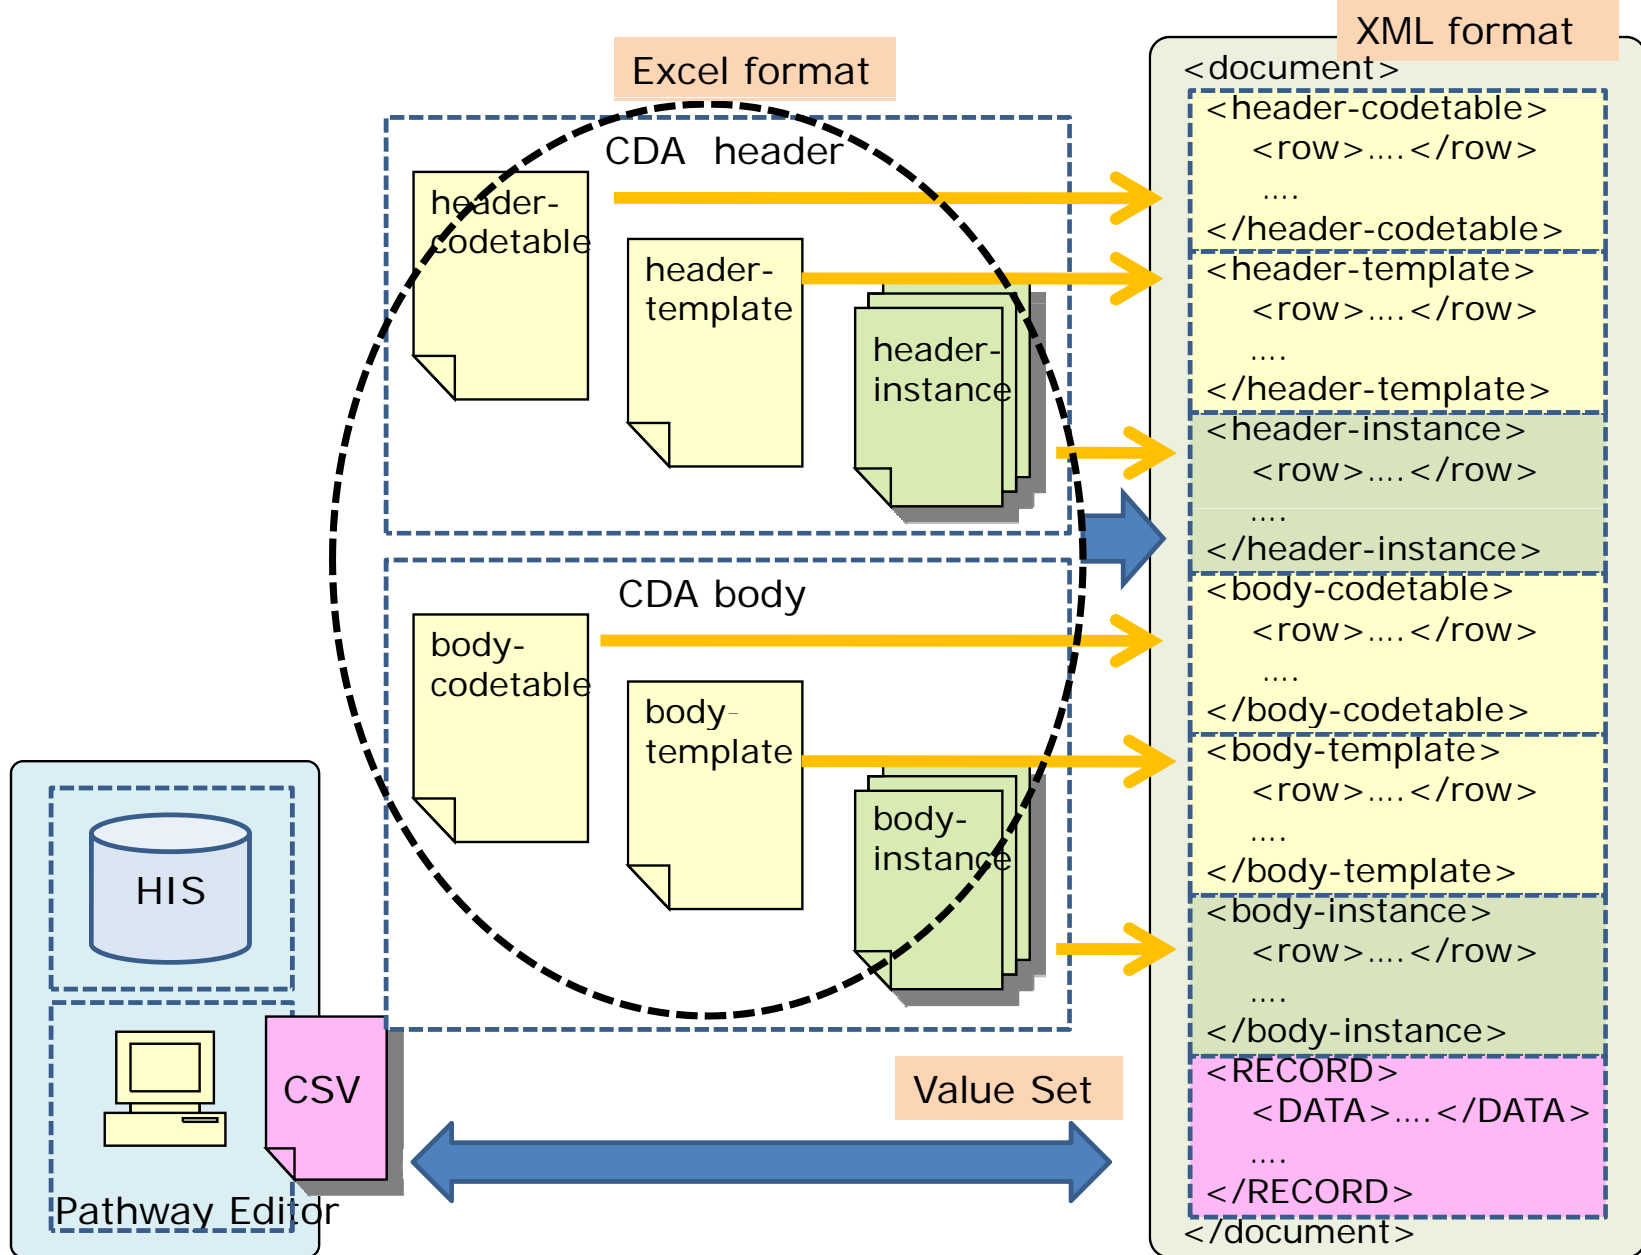 Excel format
CDA header
header-
codetable
header-
template
header-
instance
CDA body
body-
codetable
body-
template
body-
instance
HIS
CSV
Pathway Editor
Value Set
XML format
<document>
<header-codetable>
<row>....</row>
....
</header-codetable>
<header-template>
<row>....</row>
....
</header-template>
<header-instance>
<row>....</row>
....
</header-instance>
<body-codetable>
<row>....</row>
....
</body-codetable>
<body-template>
<row>....</row>
....
</body-template>
<body-instance>
<row>....</row>
....
</body-instance>
<RECORD>
<DATA>....</DATA>
....
</RECORD>
</document>